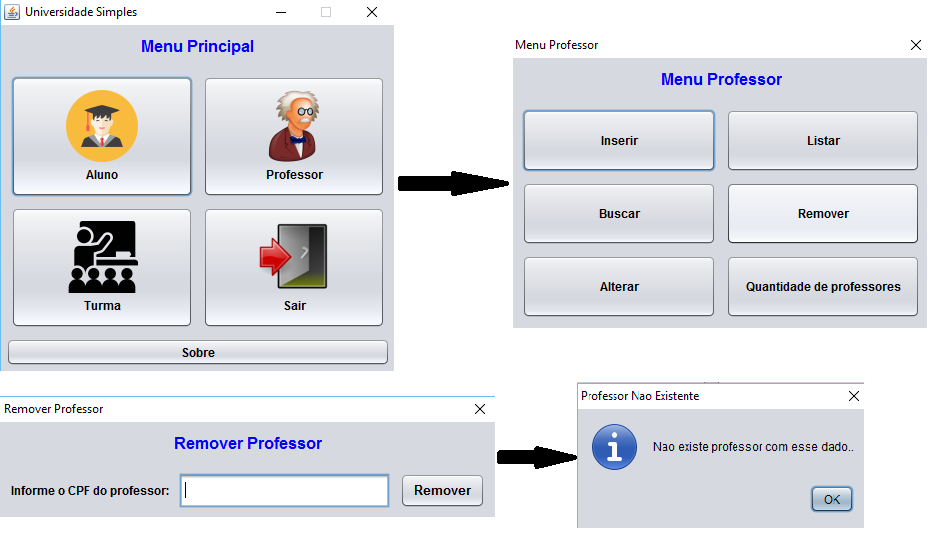 Universidade Simples
Menu Principal
Aluno
Professor
Turma
Sair
Sobre
Menu Professor
Menu Professor
Inserir
Listar
Buscar
Remover
Alterar
Quantidade de professores
Remover Professor
Remover Professor
Informe o CPF do professor:
Remover
Professor Nao Existente
Nao existe professor com esse dado..
OK